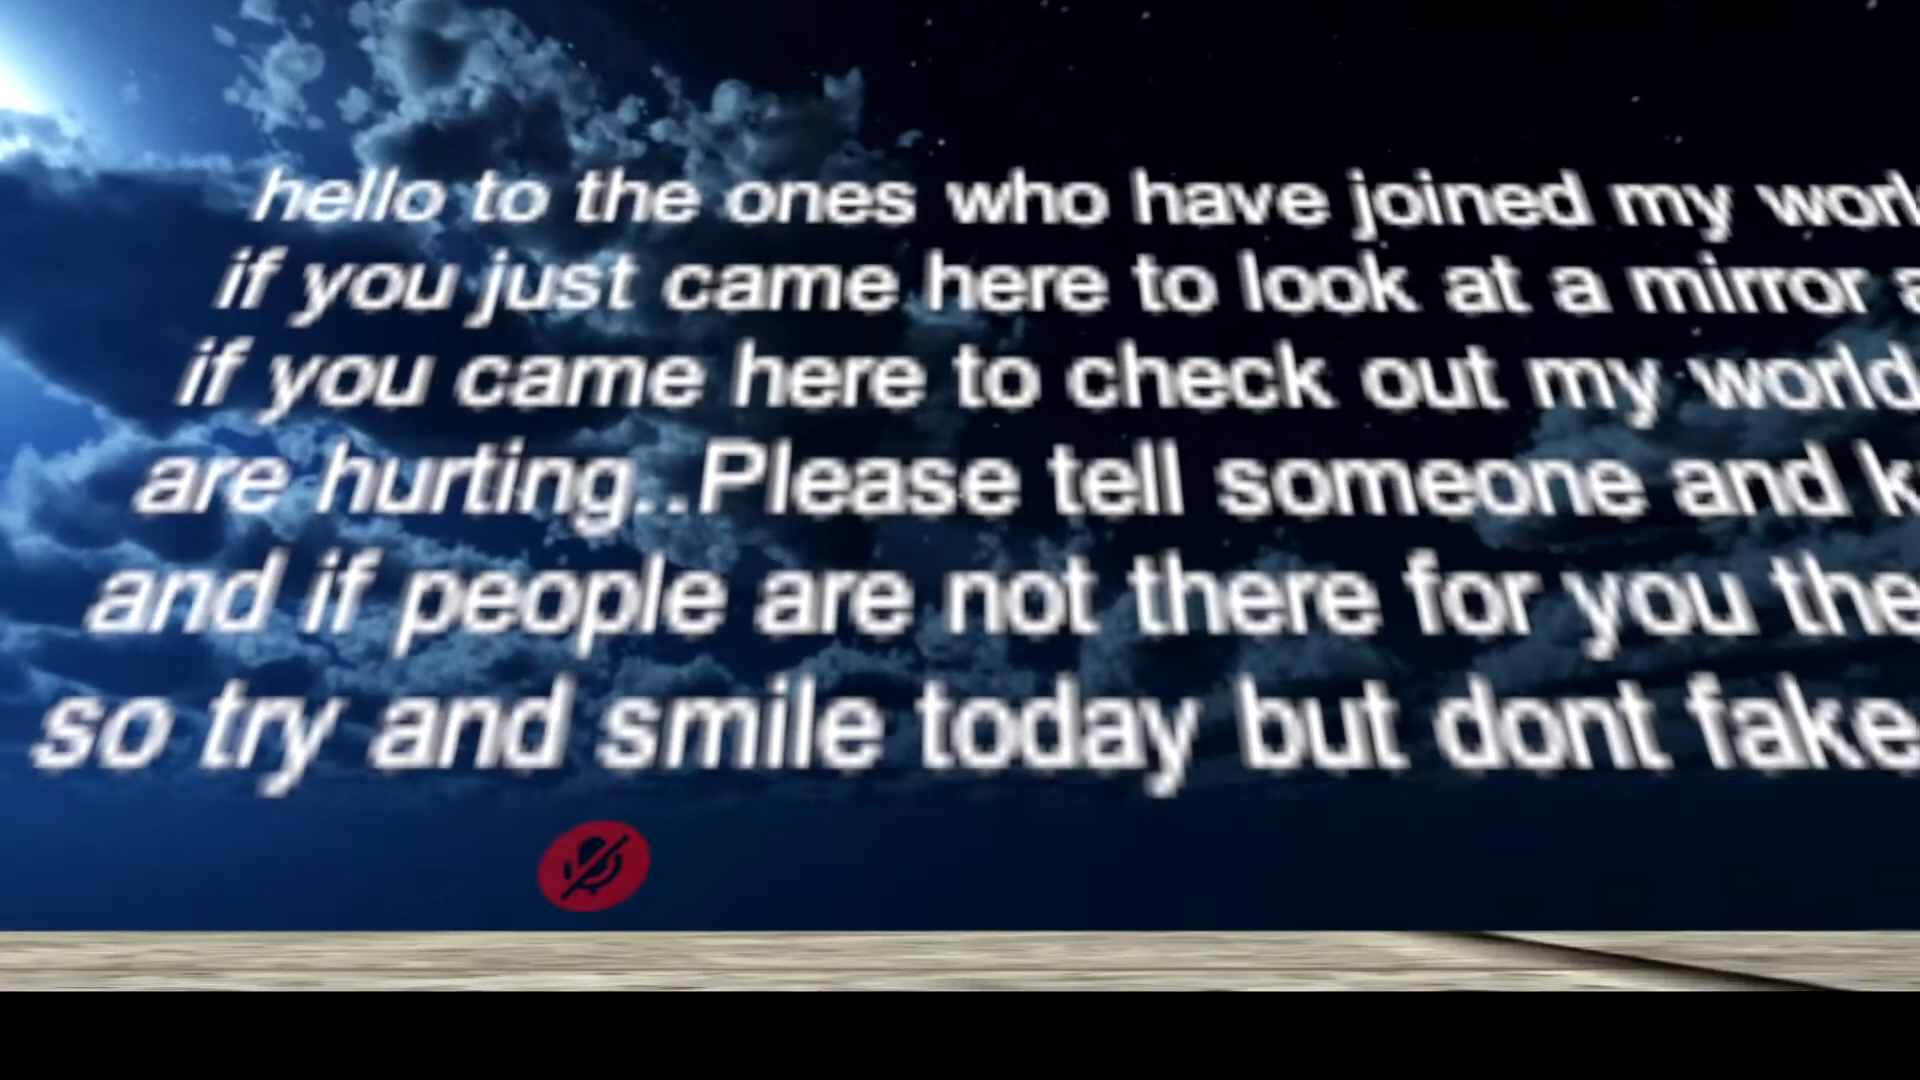 hello to the ones who have joined my
if you just came here to look at a mirror
if you came here to check out my world
are hurting..Please tell someone and
and if people are not there for you
so try and smile today but dont fake